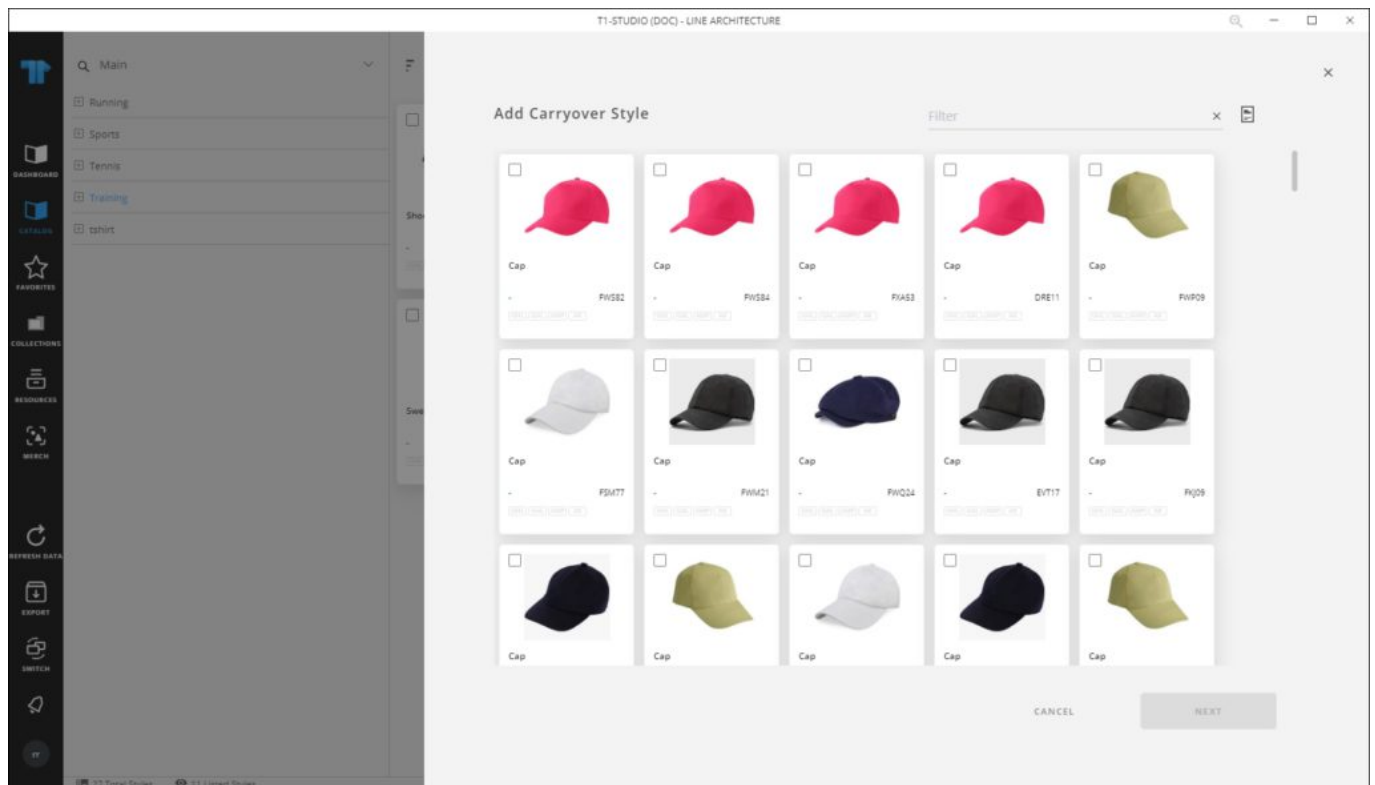 T1-STUDIO (DOC) - LINE ARCHITECTURE
Main
Running
Sports
Tennis
Training
tshirt
DASHBOARD
CATALOG
FAVORITES
COLLECTIONS
RESOURCES
MERCH
REFRESH DATA
EXPORT
SWITCH
Add Carryover Style
Filter
Cap
Cap
Cap
Cap
Cap
- FWS82
- FWS84
- FXA53
- DRE11
- FWP09
Cap
Cap
Cap
Cap
Cap
- FSM77
- FWM21
- FWQ24
- EVT17
- FKJ09
Cap
Cap
Cap
Cap
Cap
CANCEL
NEXT